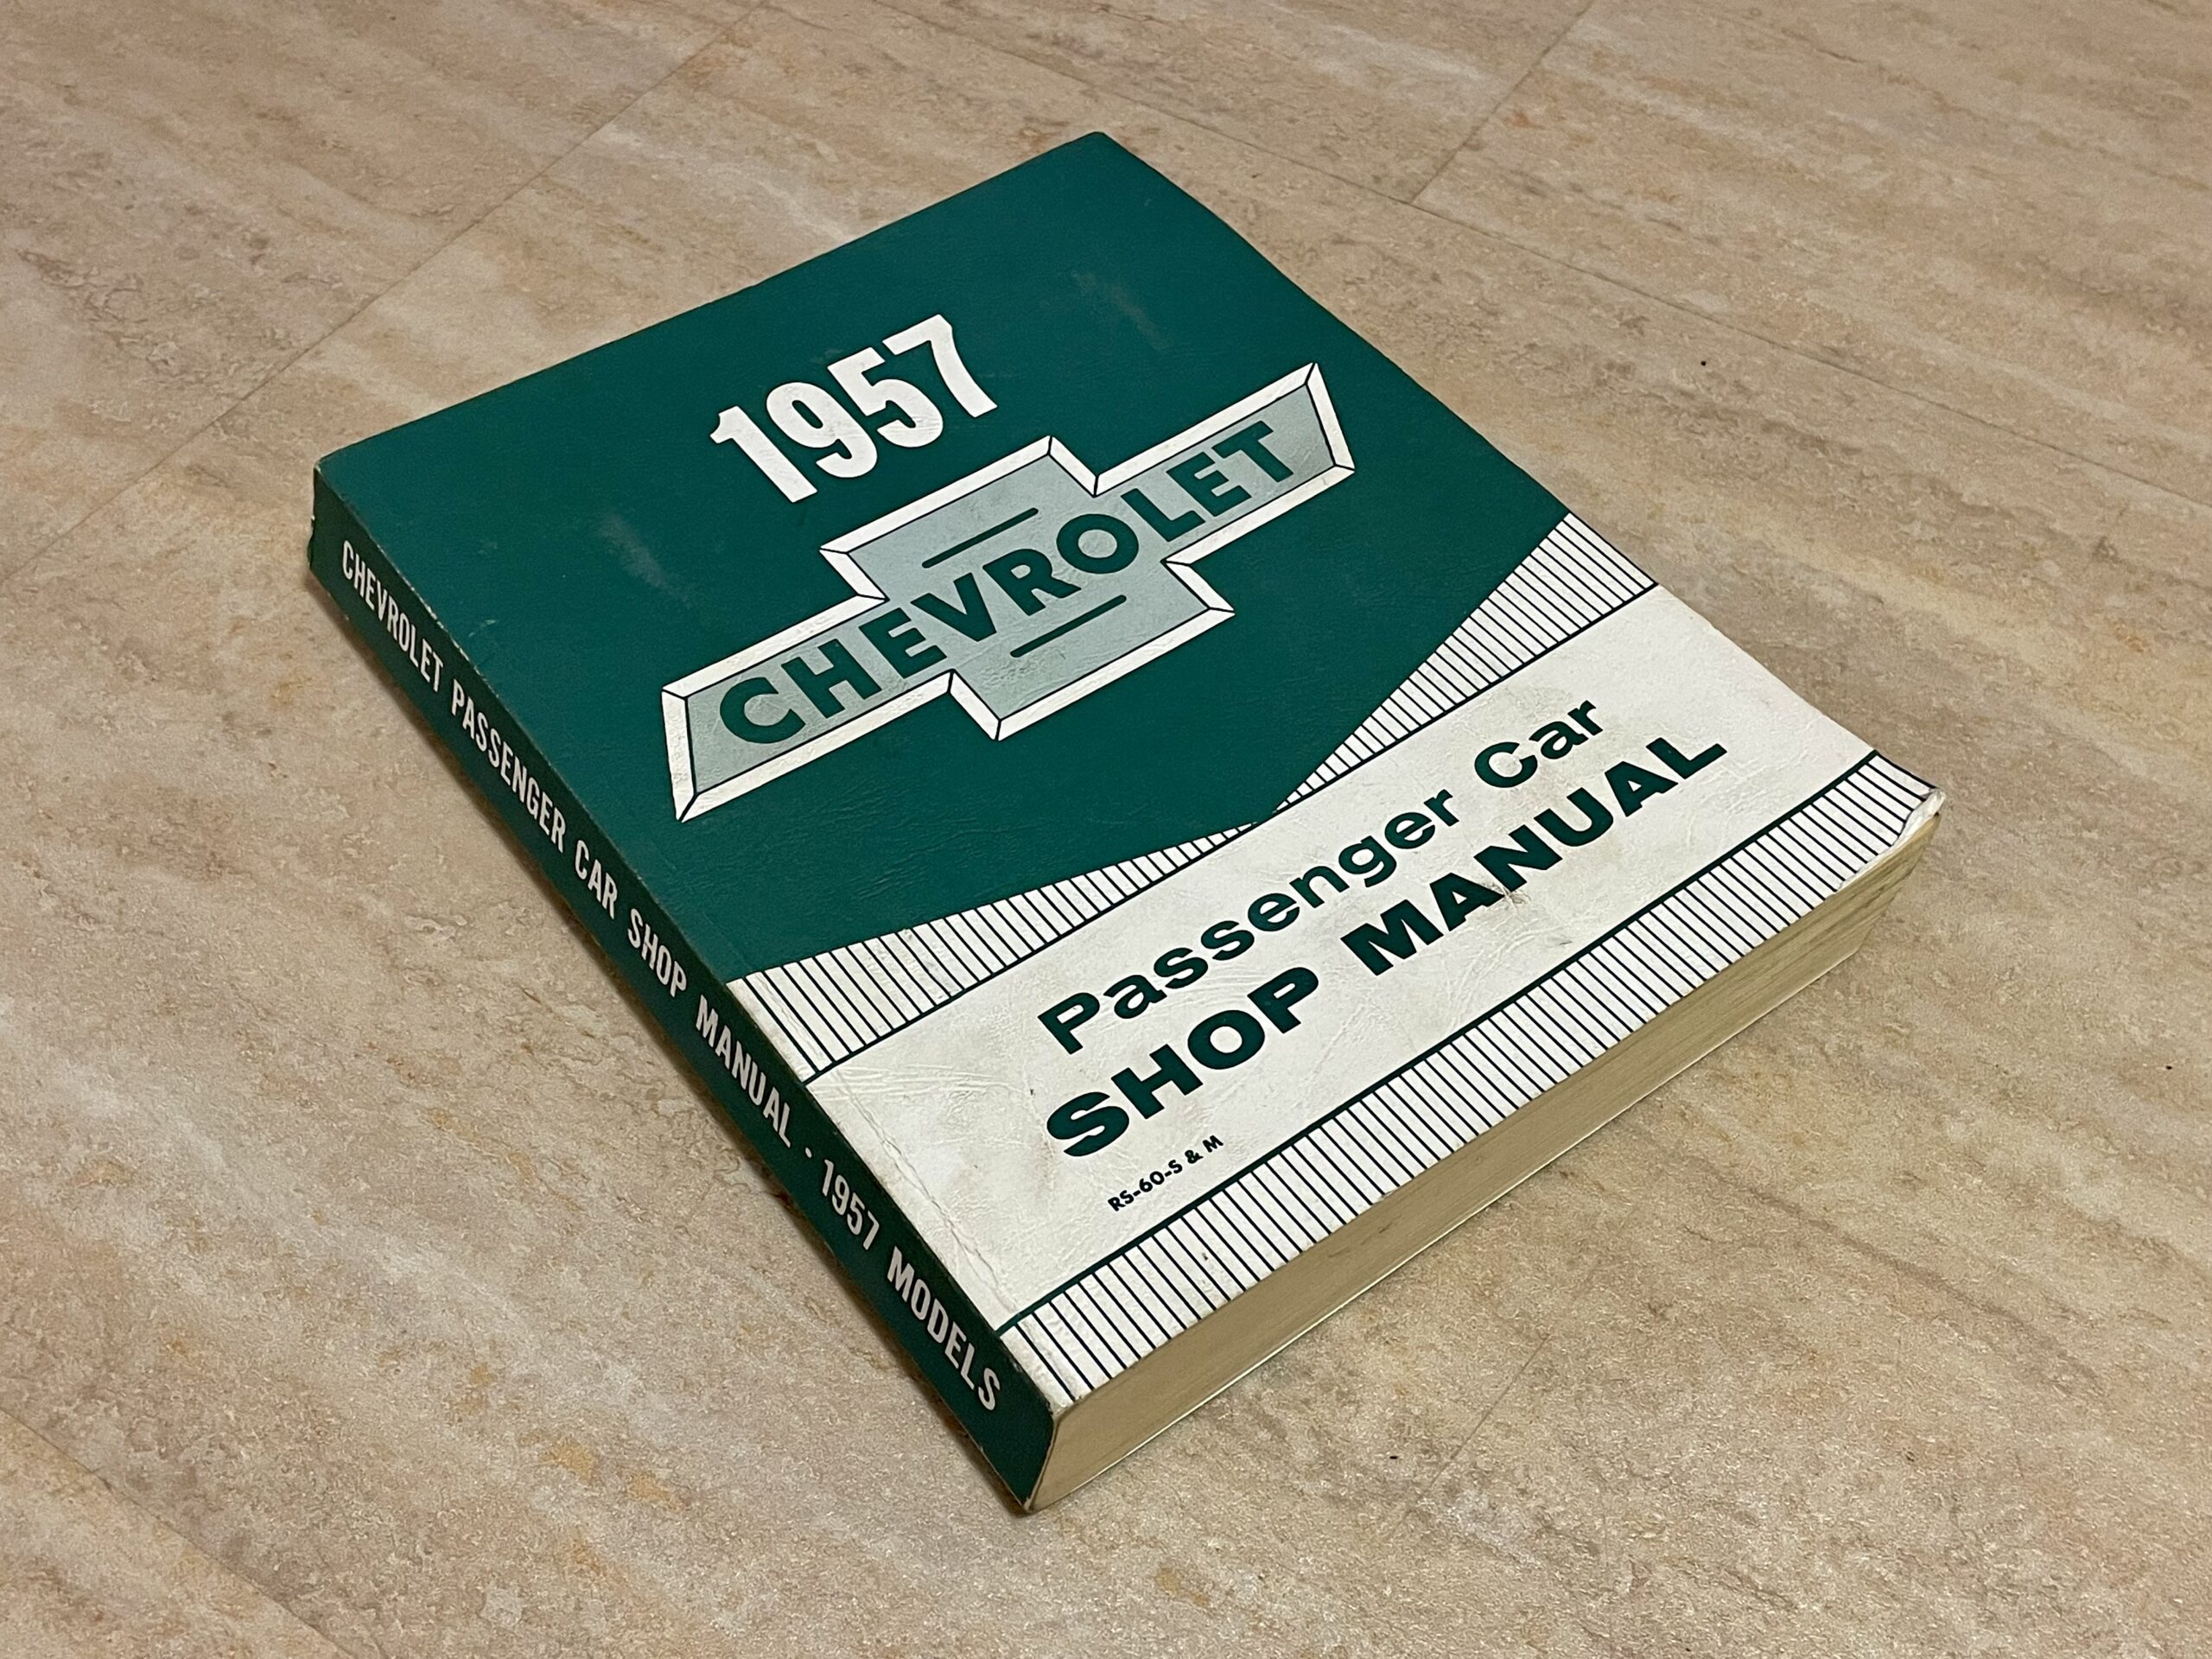 1957
CHEVROLET
Passenger Car
SHOP MANUAL
RS-60-S & M
CHEVROLET PASSENGER CAR SHOP MANUAL · 1957 MODELS